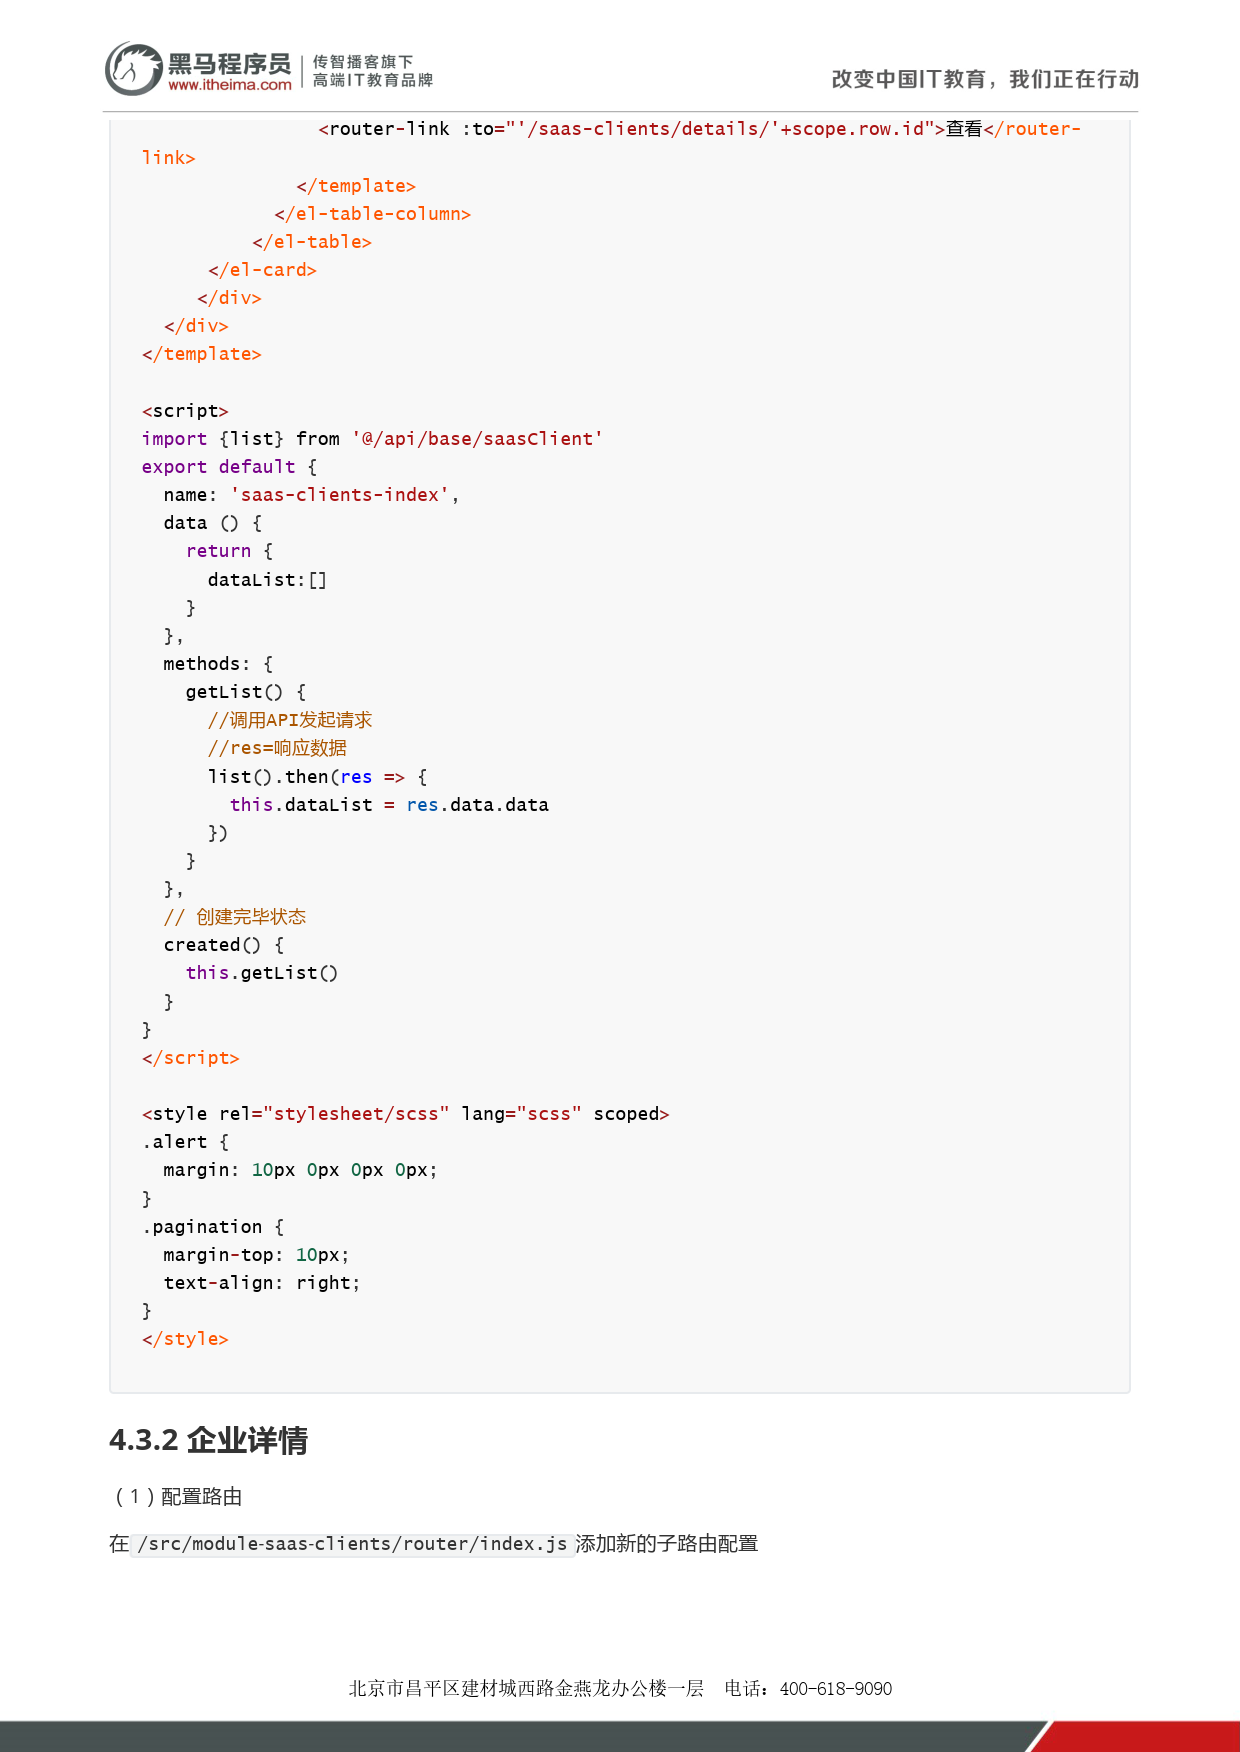 黑马程序员
www.itheima.com
传智播客旗下
高端IT教育品牌
改变中国IT教育，我们正在行动
                <router-link :to="'/saas-clients/details/'+scope.row.id">查看</router-
link>
              </template>
            </el-table-column>
          </el-table>
      </el-card>
     </div>
  </div>
</template>

<script>
import {list} from '@/api/base/saasClient'
export default {
  name: 'saas-clients-index',
  data () {
    return {
      dataList:[]
    }
  },
  methods: {
    getList() {
      //调用API发起请求
      //res=响应数据
      list().then(res => {
        this.dataList = res.data.data
      })
    }
  },
  // 创建完毕状态
  created() {
    this.getList()
  }
}
</script>

<style rel="stylesheet/scss" lang="scss" scoped>
.alert {
  margin: 10px 0px 0px 0px;
}
.pagination {
  margin-top: 10px;
  text-align: right;
}
</style>
4.3.2 企业详情
（1）配置路由
在 /src/module-saas-clients/router/index.js 添加新的子路由配置
北京市昌平区建材城西路金燕龙办公楼一层 电话：400-618-9090